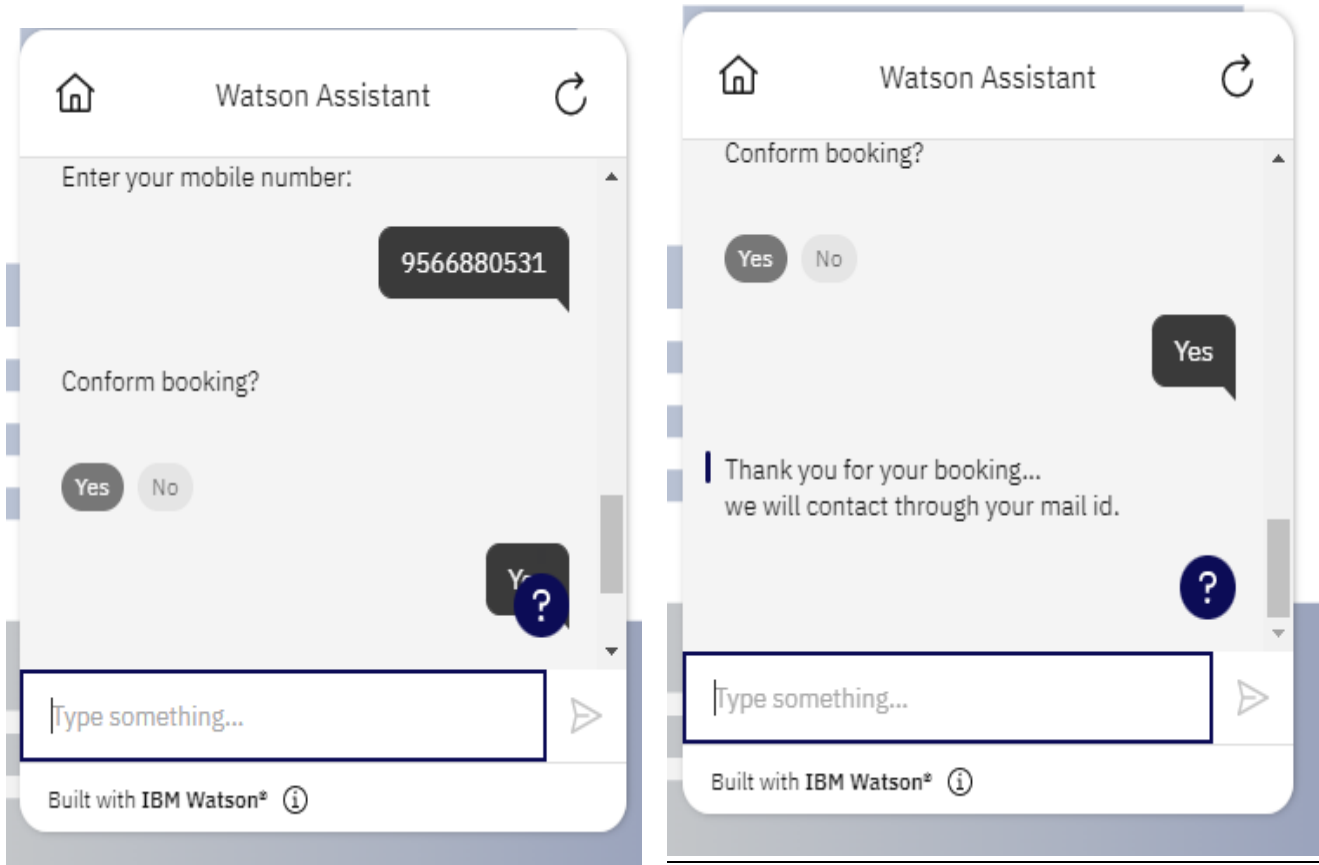 Watson Assistant
Enter your mobile number:
9566880531
Conform booking?
Yes No
?
Type something...
Built with IBM Watson®
Watson Assistant
Conform booking?
Yes No
Yes
Thank you for your booking...
we will contact through your mail id.
?
Type something...
Built with IBM Watson®